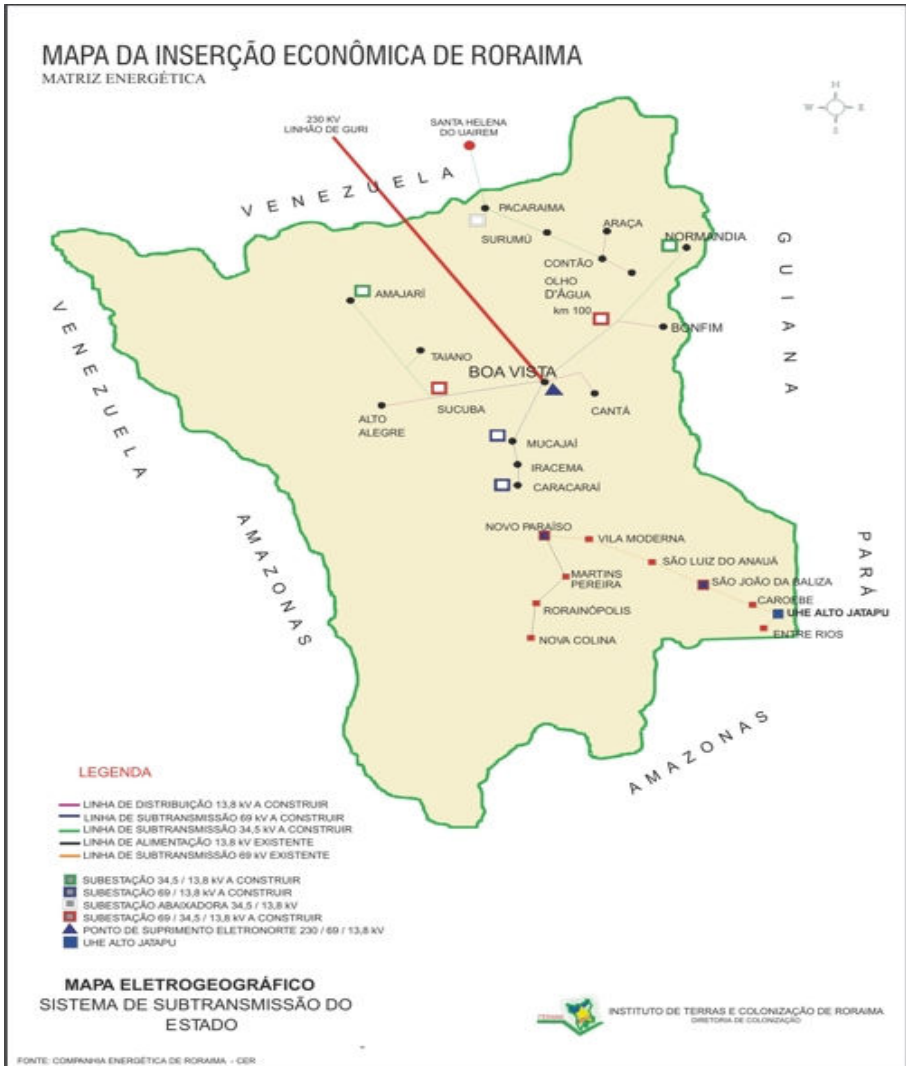 MAPA DA INSERÇÃO ECONÔMICA DE RORAIMA
MATRIZ ENERGÉTICA
N
W
E
S
230 KV
LINHÃO DE GURI
SANTA HELENA
DO UAIREM
VENEZUELA
PACARAIMA
SURUMÚ
ARAÇA
NORMANDIA
CONTÃO
OLHO
D'ÁGUA
km 100
BONFIM
GUIANA
AMAJARÍ
TAIANO
VENEZUELA
BOA VISTA
SUCUBA
CANTÁ
ALTO
ALEGRE
MUCAJAÍ
IRACEMA
CARACARAÍ
AMAZONAS
NOVO PARAÍSO
VILA MODERNA
SÃO LUIZ DO ANAUÁ
PARÁ
MARTINS
PEREIRA
SÃO JOÃO DA BALIZA
RORAINÓPOLIS
CAROEBE
UHE ALTO JATAPU
NOVA COLINA
ENTRE RIOS
AMAZONAS
LEGENDA
LINHA DE DISTRIBUIÇÃO 13,8 kV A CONSTRUIR
LINHA DE SUBTRANSMISSÃO 69 kV A CONSTRUIR
LINHA DE SUBTRANSMISSÃO 34,5 kV A CONSTRUIR
LINHA DE ALIMENTAÇÃO 13,8 kV EXISTENTE
LINHA DE SUBTRANSMISSÃO 69 kV EXISTENTE
SUBESTAÇÃO 34,5 / 13,8 kV A CONSTRUIR
SUBESTAÇÃO 69 / 13,8 kV A CONSTRUIR
SUBESTAÇÃO ABAIXADORA 34,5 / 13,8 kV
SUBESTAÇÃO 69 / 34,5 / 13,8 kV A CONSTRUIR
PONTO DE SUPRIMENTO ELETRONORTE 230 / 69 / 13,8 kV
UHE ALTO JATAPU
MAPA ELETROGEOGRÁFICO
SISTEMA DE SUBTRANSMISSÃO DO
ESTADO
INSTITUTO DE TERRAS E COLONIZAÇÃO DE RORAIMA
DIRETORIA DE COLONIZAÇÃO
FONTE: COMPANHIA ENERGÉTICA DE RORAIMA - CER